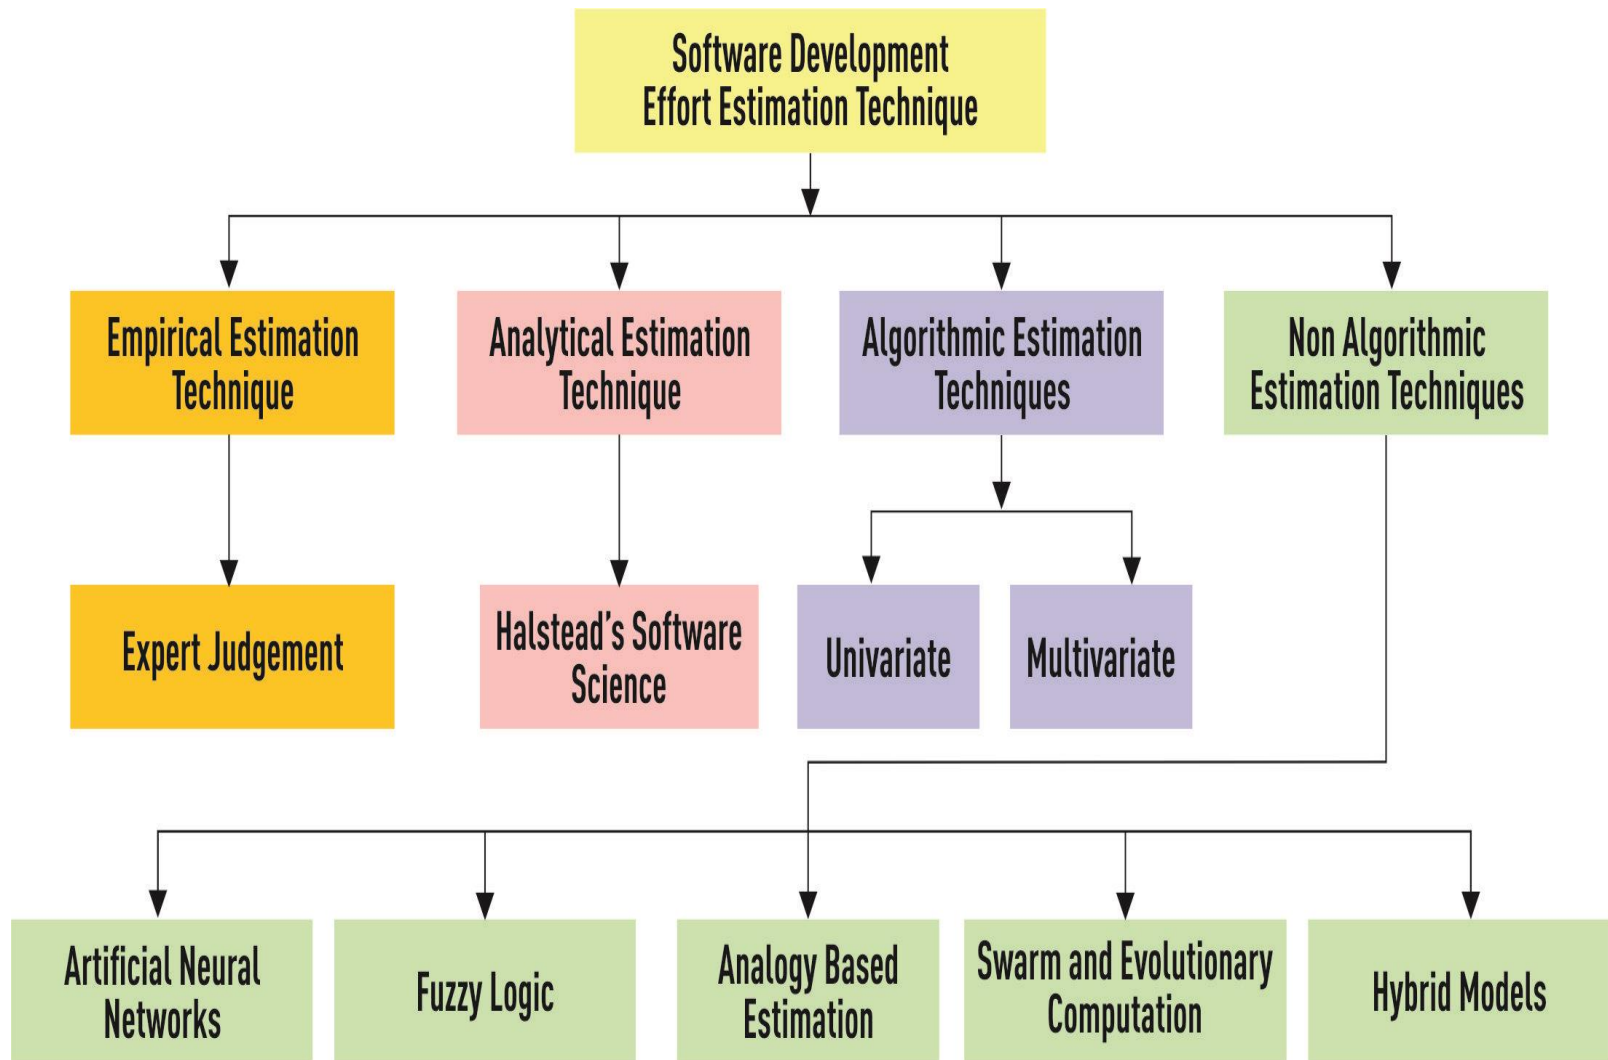 Software Development
Effort Estimation Technique
Empirical Estimation
Technique
Analytical Estimation
Technique
Algorithmic Estimation
Techniques
Non Algorithmic
Estimation Techniques
Expert Judgement
Halstead's Software
Science
Univariate
Multivariate
Artificial Neural
Networks
Fuzzy Logic
Analogy Based
Estimation
Swarm and Evolutionary
Computation
Hybrid Models